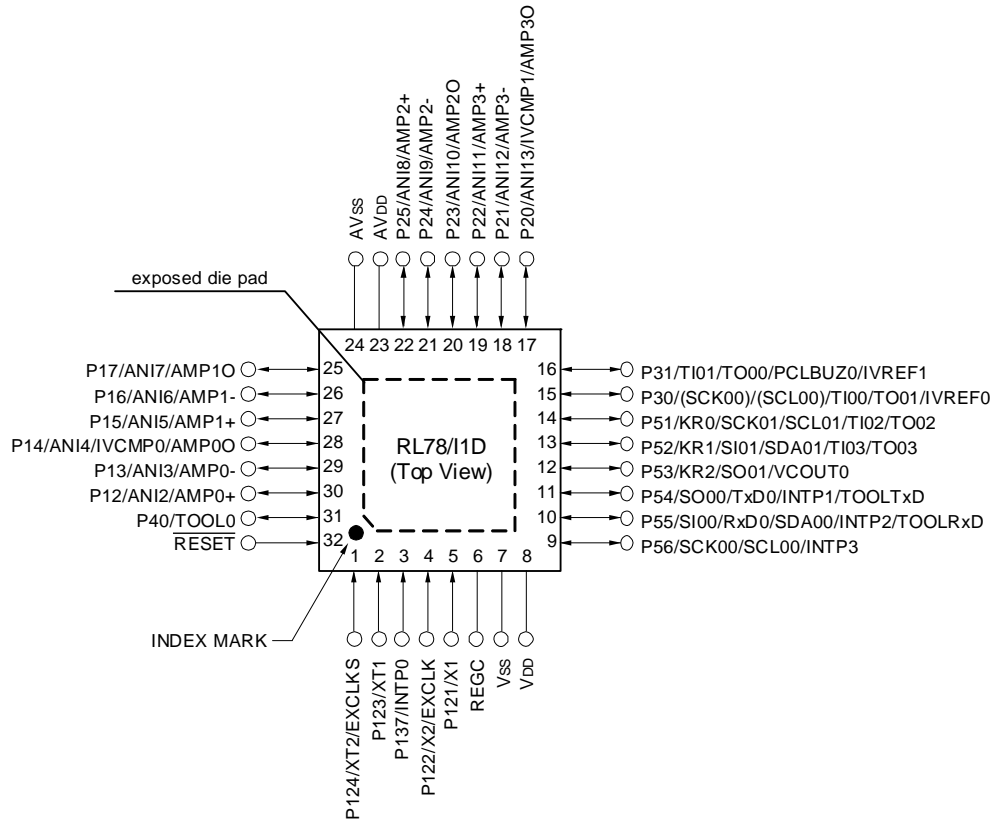 AVSS
AVDD
P25/ANI8/AMP2+
P24/ANI9/AMP2-
P23/ANI10/AMP2O
P22/ANI11/AMP3+
P21/ANI12/AMP3-
P20/ANI13/IVCMP1/AMP3O
exposed die pad
24 23 22 21 20 19 18 17
P17/ANI7/AMP1O 25
P16/ANI6/AMP1- 26
P15/ANI5/AMP1+ 27
P14/ANI4/IVCMP0/AMP0O 28
P13/ANI3/AMP0- 29
P12/ANI2/AMP0+ 30
P40/TOOL0 31
RESET 32
RL78/I1D
(Top View)
16 P31/TI01/TO00/PCLBUZ0/IVREF1
15 P30/(SCK00)/(SCL00)/TI00/TO01/IVREF0
14 P51/KR0/SCK01/SCL01/TI02/TO02
13 P52/KR1/SI01/SDA01/TI03/TO03
12 P53/KR2/SO01/VCOUT0
11 P54/SO00/TxD0/INTP1/TOOLTxD
10 P55/SI00/RxD0/SDA00/INTP2/TOOLRxD
9 P56/SCK00/SCL00/INTP3
1 2 3 4 5 6 7 8
INDEX MARK
P124/XT2/EXCLKS
P123/XT1
P137/INTP0
P122/X2/EXCLK
P121/X1
REGC
VSS
VDD